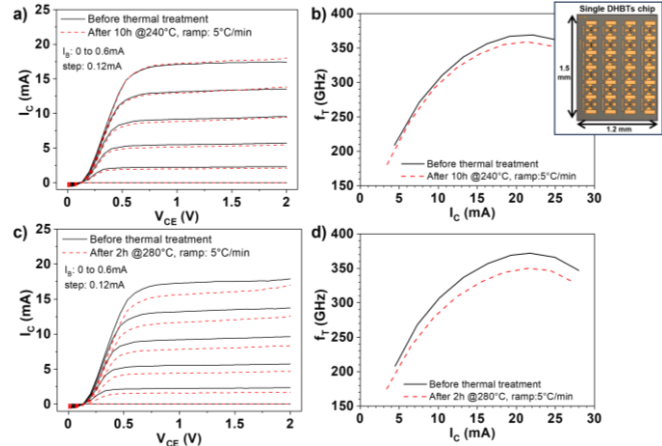 a)
Before thermal treatment
After 10h @240°C, ramp: 5°C/min
I_B: 0 to 0.6mA
step: 0.12mA
I_C (mA)
20
15
10
5
0
0.0
0.5
1.0
1.5
2
V_CE (V)
b)
Single DHBTs chip
1.5
mm
1.2 mm
f_T (GHz)
400
350
300
250
200
150
Before thermal treatment
After 10h @240°C, ramp:5°C/min
0
5
10
15
20
25
30
I_C (mA)
c)
Before thermal treatment
After 2h @280°C, ramp: 5°C/min
I_B: 0 to 0.6mA
step: 0.12mA
I_C (mA)
20
15
10
5
0
0.0
0.5
1.0
1.5
2
V_CE (V)
d)
f_T (GHz)
400
350
300
250
200
150
Before thermal treatment
After 2h @280°C, ramp:5°C/min
0
5
10
15
20
25
30
I_C (mA)